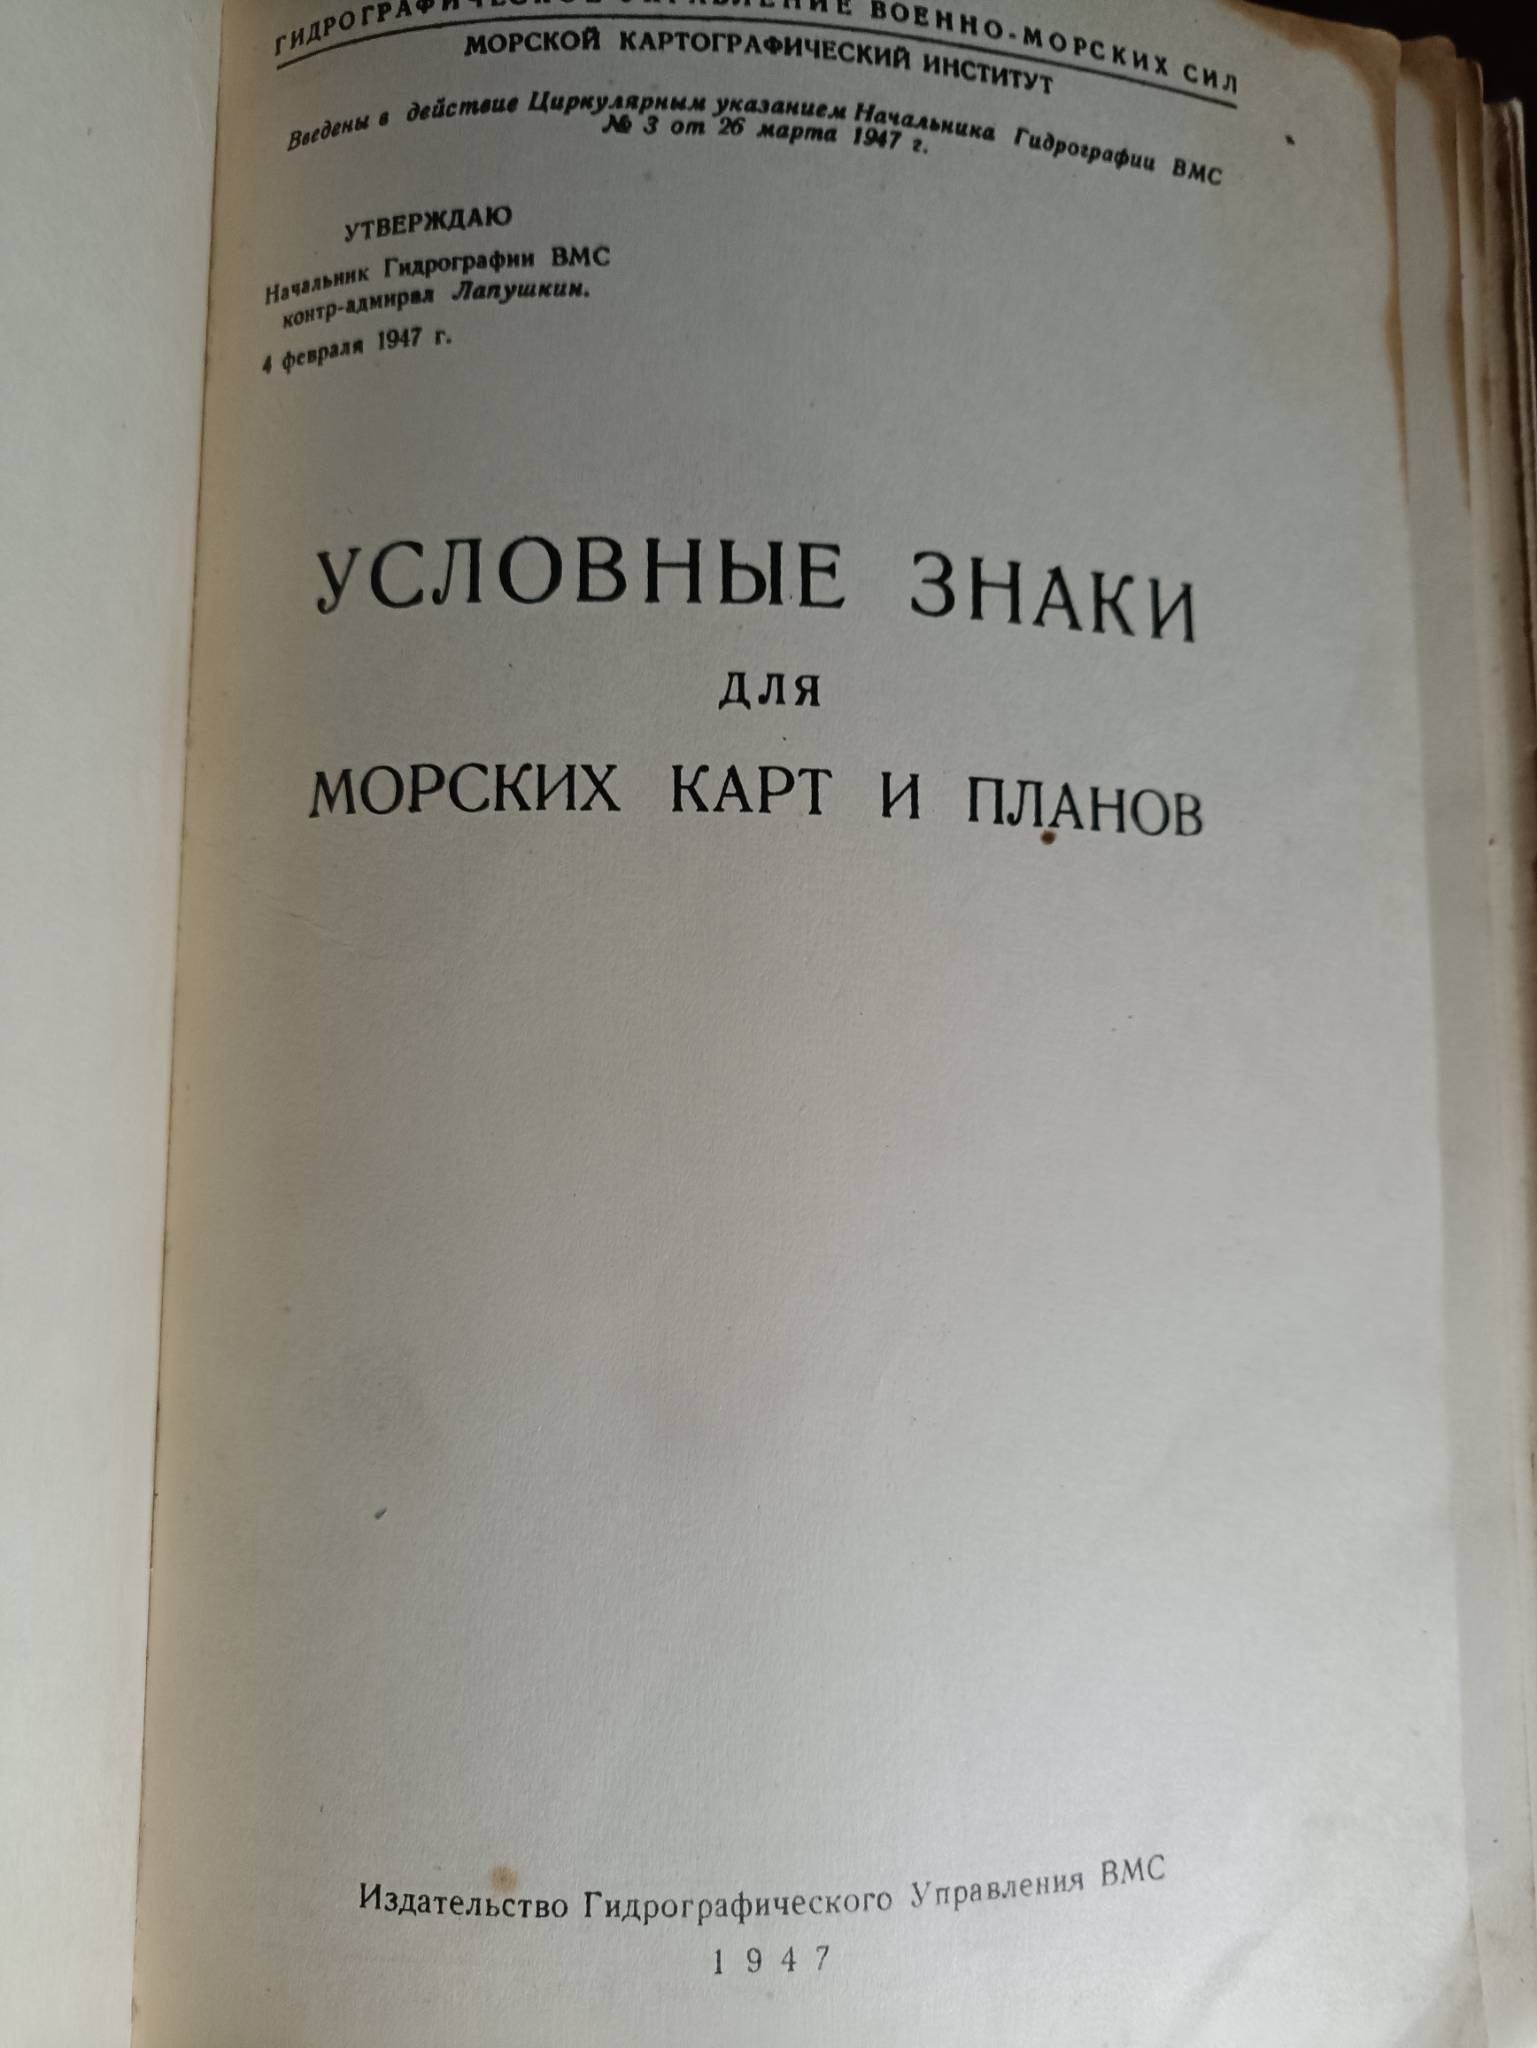 ГИДРОГРАФИЧЕСКОЕ УПРАВЛЕНИЕ ВОЕННО-МОРСКИХ СИЛ
МОРСКОЙ КАРТОГРАФИЧЕСКИЙ ИНСТИТУТ
Введены в действие Циркулярным указанием Начальника Гидрографии ВМС
№ 3 от 26 марта 1947 г.
УТВЕРЖДАЮ
Начальник Гидрографии ВМС
контр-адмирал Лапушкин.
4 февраля 1947 г.
УСЛОВНЫЕ ЗНАКИ
ДЛЯ
МОРСКИХ КАРТ И ПЛАНОВ
Издательство Гидрографического Управления ВМС
1947